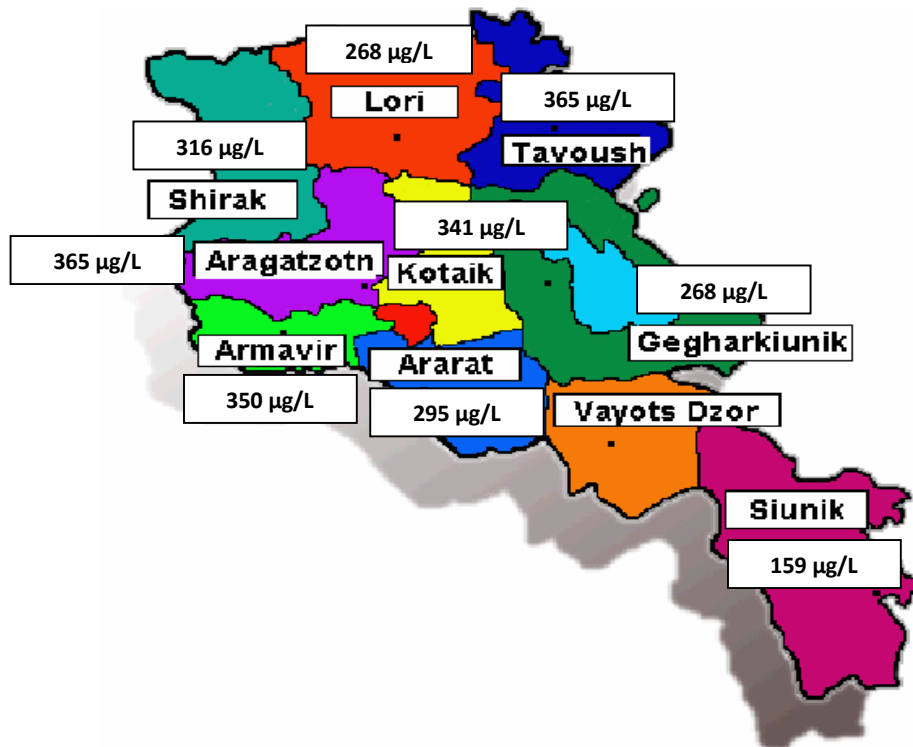 268 µg/L
Lori
365 µg/L
Tavoush
316 µg/L
Shirak
341 µg/L
365 µg/L
Aragatzotn
Kotaik
268 µg/L
Gegharkiunik
Armavir
Ararat
350 µg/L
295 µg/L
Vayots Dzor
Siunik
159 µg/L